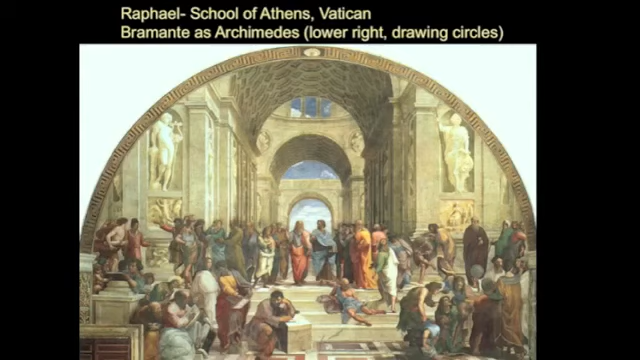 Raphael- School of Athens, Vatican
Bramante as Archimedes (lower right, drawing circles)